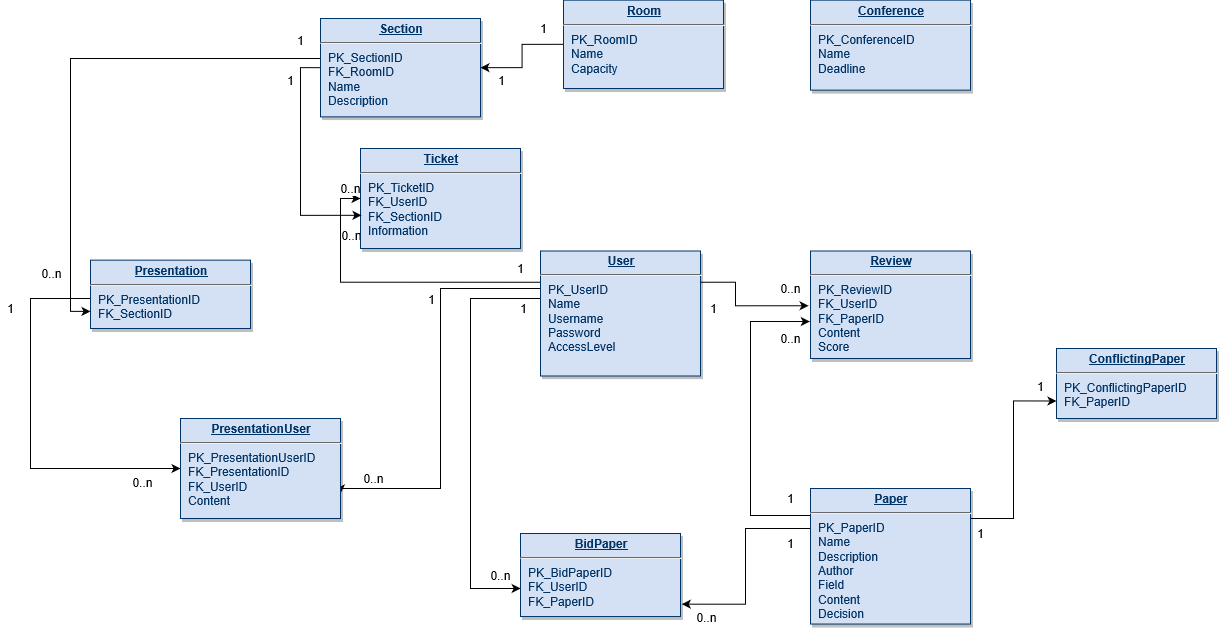 Room
PK_RoomID
Name
Capacity
Conference
PK_ConferenceID
Name
Deadline
Section
PK_SectionID
FK_RoomID
Name
Description
1
1
1
1
Ticket
PK_TicketID
FK_UserID
FK_SectionID
Information
0..n
0..n
Presentation
PK_PresentationID
FK_SectionID
0..n
1
User
PK_UserID
Name
Username
Password
AccessLevel
1
1
1
1
Review
PK_ReviewID
FK_UserID
FK_PaperID
Content
Score
0..n
0..n
ConflictingPaper
PK_ConflictingPaperID
FK_PaperID
1
PresentationUser
PK_PresentationUserID
FK_PresentationID
FK_UserID
Content
0..n
0..n
Paper
PK_PaperID
Name
Description
Author
Field
Content
Decision
1
1
1
BidPaper
PK_BidPaperID
FK_UserID
FK_PaperID
0..n
0..n